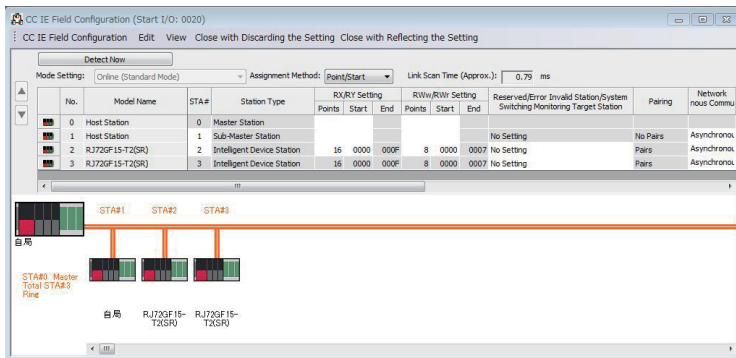 CC IE Field Configuration (Start I/O: 0020)
CC IE Field Configuration Edit View Close with Discarding the Setting Close with Reflecting the Setting
Detect Now
Mode Setting: Online (Standard Mode) Assignment Method: Point/Start Link Scan Time (Approx.): 0.79 ms
No. Model Name STA# Station Type RX/RY Setting Points Start End RWw/RWr Setting Points Start End Reserved/Error Invalid Station/System Switching Monitoring Target Station Pairing Network nous Commu
0 Host Station 0 Master Station
1 Host Station 1 Sub-Master Station No Setting No Pairs Asynchronou
2 RJ72GF15-T2(SR) 2 Intelligent Device Station 16 0000 000F 8 0000 0007 No Setting Pairs Asynchronou
3 RJ72GF15-T2(SR) 3 Intelligent Device Station 16 0000 000F 8 0000 0007 No Setting Pairs Asynchronou
STA#1 STA#2 STA#3
自局
STA#0 Master
Total STA#:3
Ring
自局 RJ72GF15-T2(SR) RJ72GF15-T2(SR)